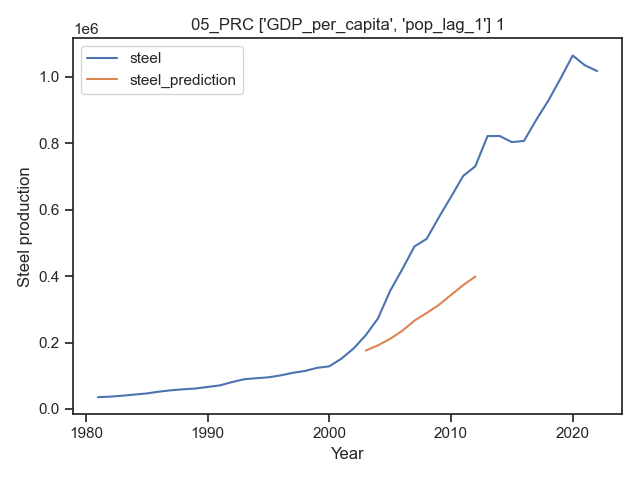 05_PRC ['GDP_per_capita', 'pop_lag_1'] 1
1e6
steel
steel_prediction
1.0
0.8
0.6
0.4
0.2
0.0
Steel production
1980
1990
2000
2010
2020
Year